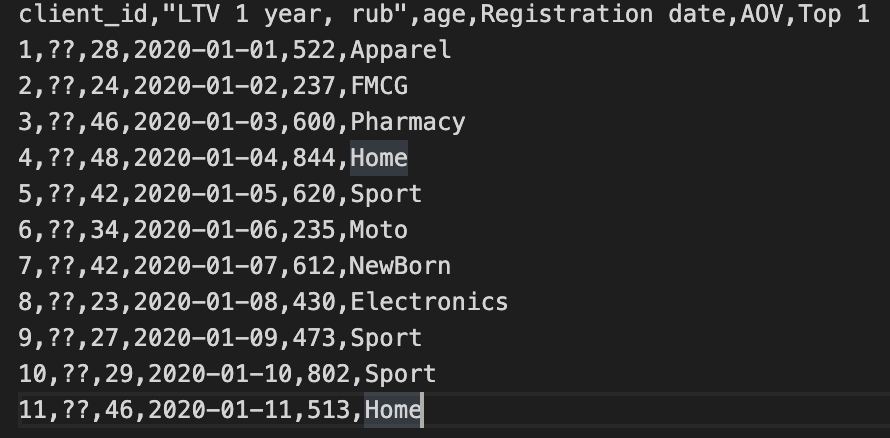 client_id,"LTV 1 year, rub",age,Registration date,AOV,Top 1
1,??,28,2020-01-01,522,Apparel
2,??,24,2020-01-02,237,FMCG
3,??,46,2020-01-03,600,Pharmacy
4,??,48,2020-01-04,844,Home
5,??,42,2020-01-05,620,Sport
6,??,34,2020-01-06,235,Moto
7,??,42,2020-01-07,612,NewBorn
8,??,23,2020-01-08,430,Electronics
9,??,27,2020-01-09,473,Sport
10,??,29,2020-01-10,802,Sport
11,??,46,2020-01-11,513,Home